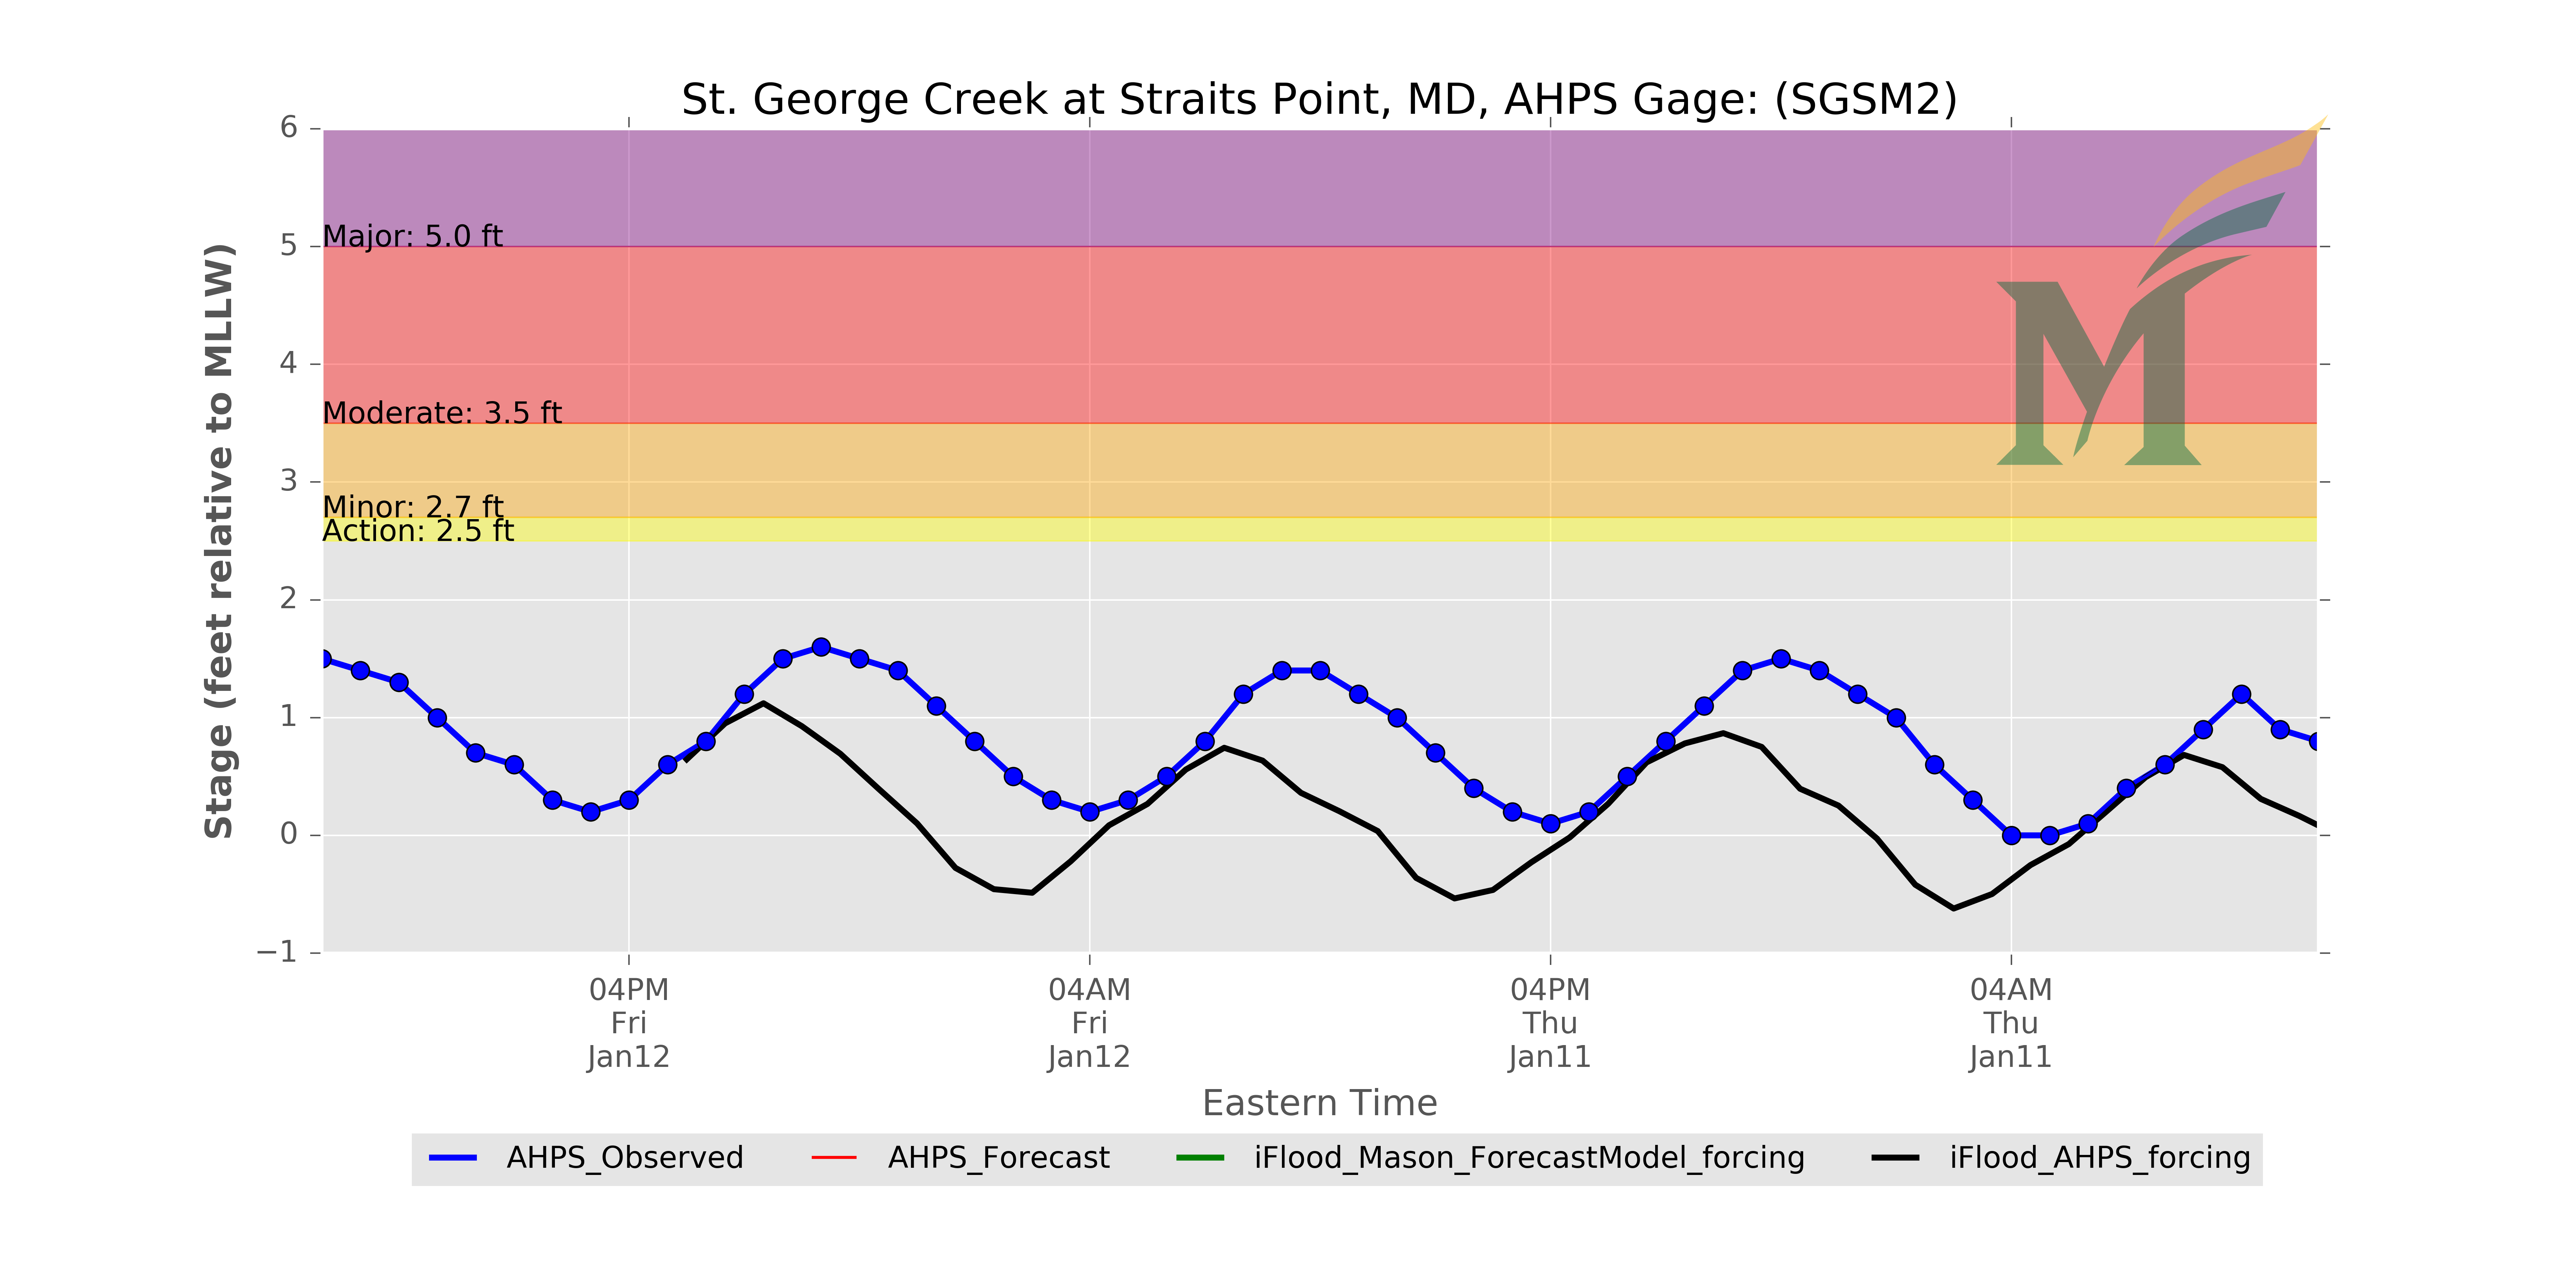 St. George Creek at Straits Point, MD, AHPS Gage: (SGSM2)
Stage (feet relative to MLLW)
6
5
4
3
2
1
0
−1
Major: 5.0 ft
Moderate: 3.5 ft
Minor: 2.7 ft
Action: 2.5 ft
04PM
Fri
Jan12
04AM
Fri
Jan12
04PM
Thu
Jan11
04AM
Thu
Jan11
Eastern Time
AHPS_Observed
AHPS_Forecast
iFlood_Mason_ForecastModel_forcing
iFlood_AHPS_forcing
M